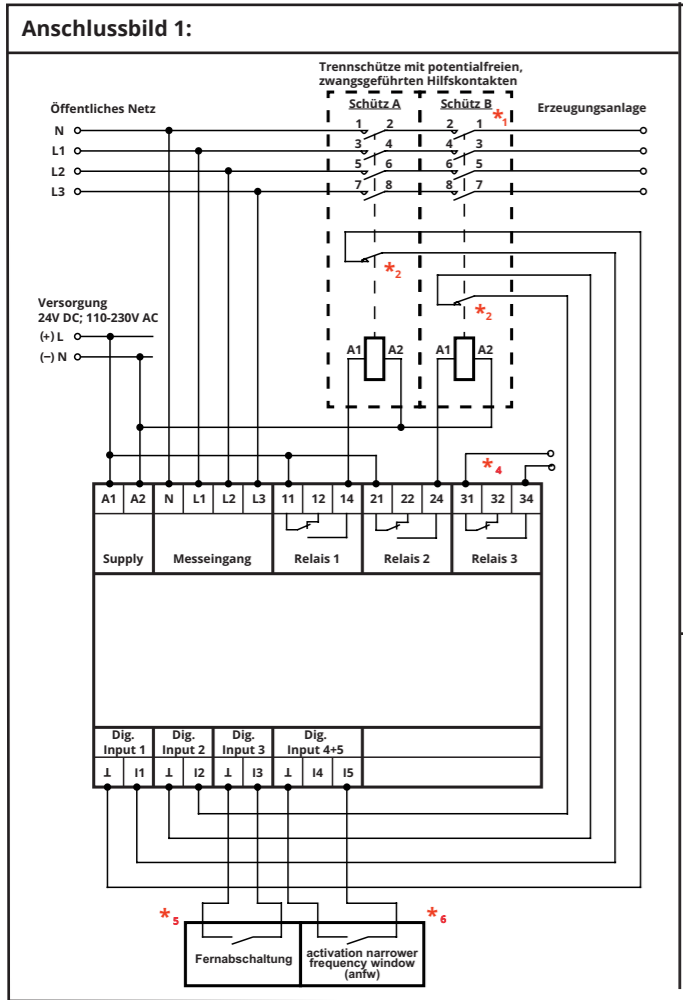 Anschlussbild 1:
Trennschütze mit potentialfreien,
zwangsgeführten Hilfskontakten
Öffentliches Netz
Schütz A
Schütz B
*1
Erzeugungsanlage
N
1 2
2 1
L1
3 4
4 3
L2
5 6
6 5
L3
7 8
8 7
*2
*2
Versorgung
24V DC; 110-230V AC
(+) L
(−) N
A1 A2
A1 A2
*4
A1 A2 N L1 L2 L3 11 12 14 21 22 24 31 32 34
Supply Messeingang Relais 1 Relais 2 Relais 3
Dig.
Input 1
Dig.
Input 2
Dig.
Input 3
Dig.
Input 4+5
⊥ I1 ⊥ I2 ⊥ I3 ⊥ I4 I5
*5
*6
Fernabschaltung
activation narrower
frequency window
(anfw)